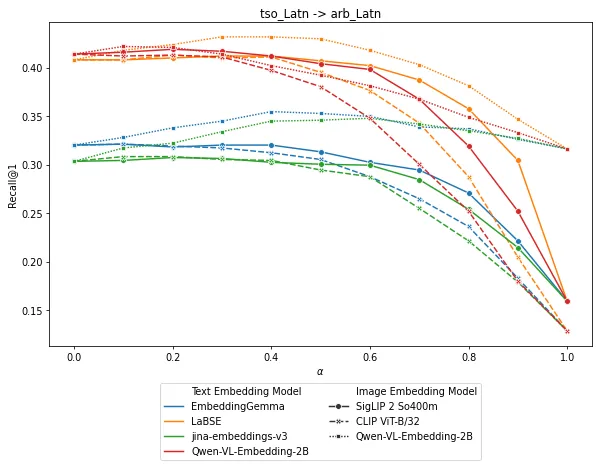 tso_Latn -> arb_Latn
Recall@1
0.40
0.35
0.30
0.25
0.20
0.15
0.0 0.2 0.4 0.6 0.8 1.0
α
Text Embedding Model Image Embedding Model
EmbeddingGemma SigLIP 2 So400m
LaBSE CLIP ViT-B/32
jina-embeddings-v3 Qwen-VL-Embedding-2B
Qwen-VL-Embedding-2B